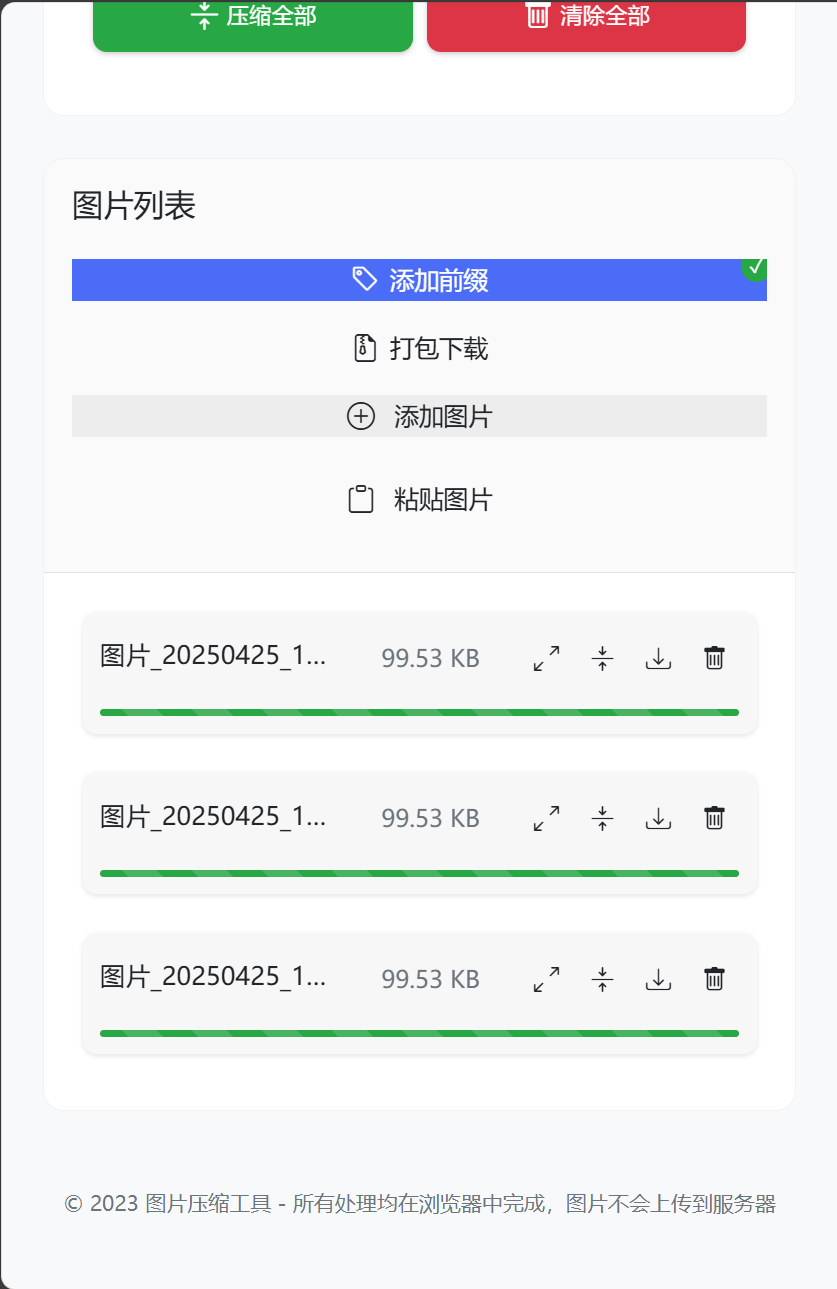 压缩全部
清除全部
图片列表
添加前缀
打包下载
添加图片
粘贴图片
图片_20250425_1... 99.53 KB
图片_20250425_1... 99.53 KB
图片_20250425_1... 99.53 KB
© 2023 图片压缩工具 - 所有处理均在浏览器中完成，图片不会上传到服务器